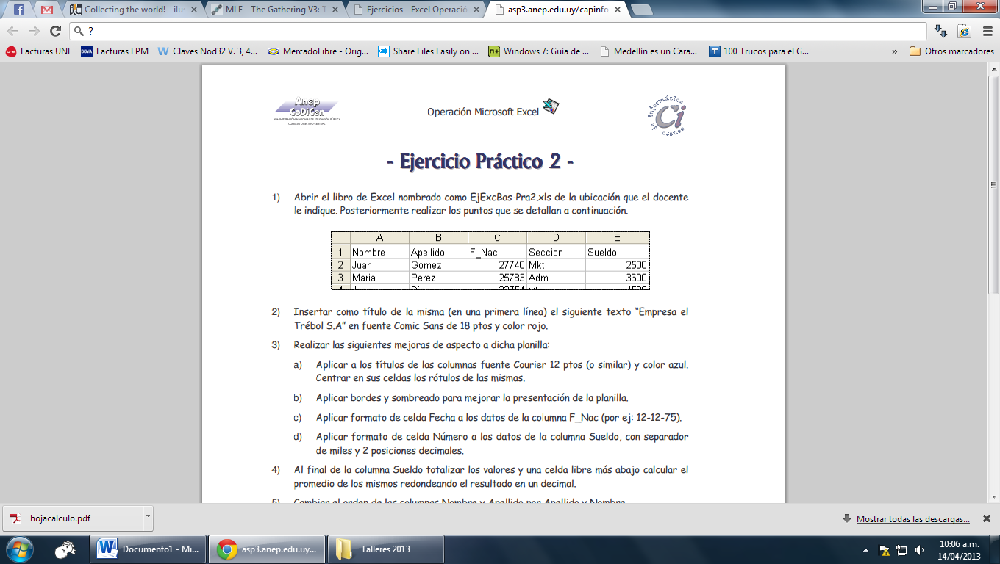 Collecting the world! - ilus
MLE - The Gathering V3: T
Ejercicios - Excel Operació
asp3.anep.edu.uy/capinfo
?
Facturas UNE
Facturas EPM
Claves Nod32 V. 3, 4...
MercadoLibre - Orig...
Share Files Easily on ...
Windows 7: Guía de ...
Medellín es un Cara...
100 Trucos para el G...
»
Otros marcadores
Anep
CoDiCen
ADMINISTRACIÓN NACIONAL DE EDUCACIÓN PÚBLICA
CONSEJO DIRECTIVO CENTRAL
Operación Microsoft Excel
centro de informática
Ci
- Ejercicio Práctico 2 -
1) Abrir el libro de Excel nombrado como EjExcBas-Pra2.xls de la ubicación que el docente
le indique. Posteriormente realizar los puntos que se detallan a continuación.
A B C D E
1 Nombre Apellido F_Nac Seccion Sueldo
2 Juan Gomez 27740 Mkt 2500
3 Maria Perez 25783 Adm 3600
2) Insertar como título de la misma (en una primera línea) el siguiente texto “Empresa el
Trébol S.A” en fuente Comic Sans de 18 ptos y color rojo.
3) Realizar las siguientes mejoras de aspecto a dicha planilla:
a) Aplicar a los títulos de las columnas fuente Courier 12 ptos (o similar) y color azul.
Centrar en sus celdas los rótulos de las mismas.
b) Aplicar bordes y sombreado para mejorar la presentación de la planilla.
c) Aplicar formato de celda Fecha a los datos de la columna F_Nac (por ej: 12-12-75).
d) Aplicar formato de celda Número a los datos de la columna Sueldo, con separador
de miles y 2 posiciones decimales.
4) Al final de la columna Sueldo totalizar los valores y una celda libre más abajo calcular el
promedio de los mismos redondeando el resultado en un decimal.
5) Cambiar el orden de las columnas Nombre y Apellido por Apellido y Nombre.
hojacalculo.pdf
Mostrar todas las descargas...
Documento1 - Mi...
asp3.anep.edu.uy...
Talleres 2013
10:06 a.m.
14/04/2013